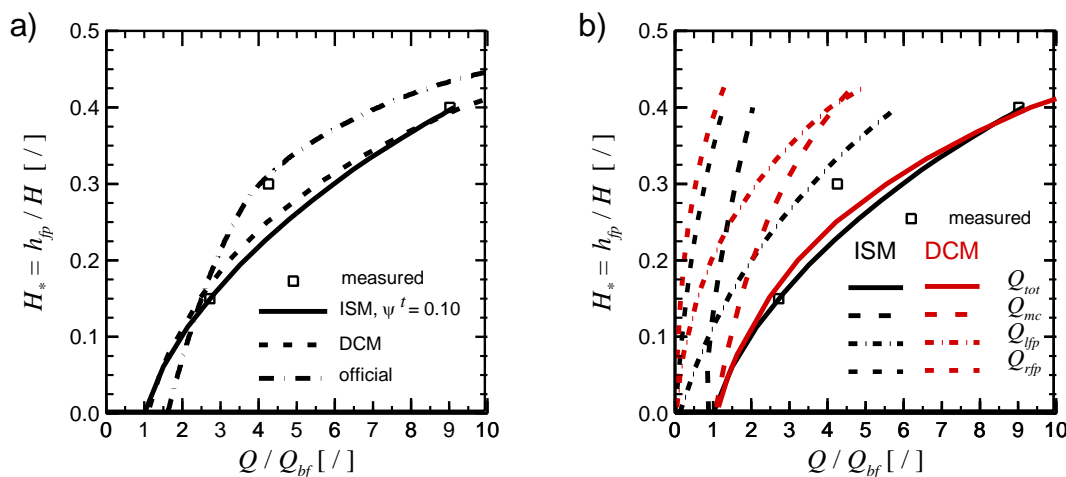 a)
H* = hfp / H [ / ]
0.5
0.4
0.3
0.2
0.1
0.0
measured
ISM, ψ t = 0.10
DCM
official
0 1 2 3 4 5 6 7 8 9 10
Q / Qbf [ / ]
b)
H* = hfp / H [ / ]
0.5
0.4
0.3
0.2
0.1
0.0
measured
ISM DCM
Qtot
Qmc
Qlfp
Qrfp
0 1 2 3 4 5 6 7 8 9 10
Q / Qbf [ / ]